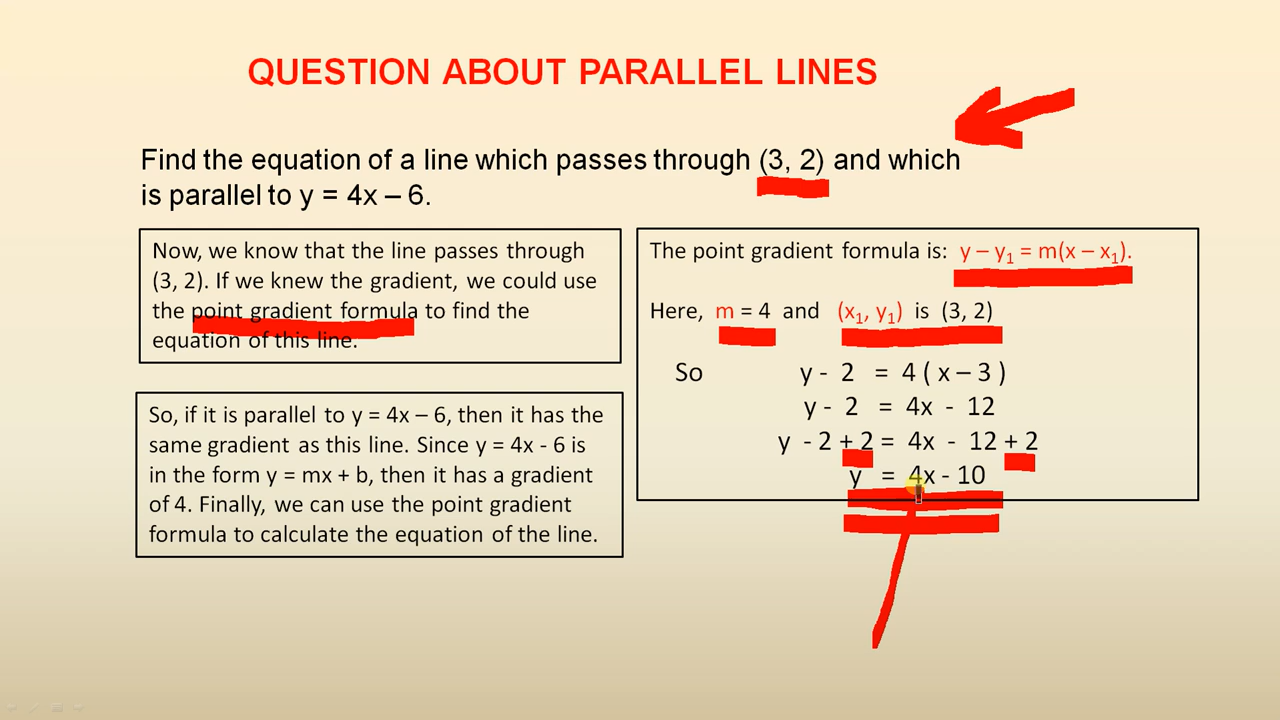 QUESTION ABOUT PARALLEL LINES
Find the equation of a line which passes through (3, 2) and which
is parallel to y = 4x – 6.
Now, we know that the line passes through
(3, 2). If we knew the gradient, we could use
the point gradient formula to find the
equation of this line.
So, if it is parallel to y = 4x – 6, then it has the
same gradient as this line. Since y = 4x - 6 is
in the form y = mx + b, then it has a gradient
of 4. Finally, we can use the point gradient
formula to calculate the equation of the line.
The point gradient formula is: y – y₁ = m(x – x₁).
Here, m = 4 and (x₁, y₁) is (3, 2)
So y - 2 = 4 ( x – 3 )
y - 2 = 4x - 12
y - 2 + 2 = 4x - 12 + 2
y = 4x - 10